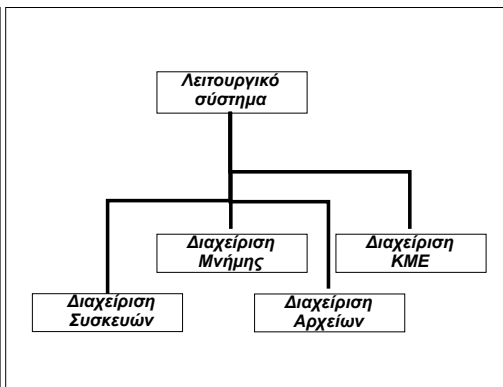 Λειτουργικό
σύστημα
Διαχείριση
Μνήμης
Διαχείριση
ΚΜΕ
Διαχείριση
Συσκευών
Διαχείριση
Αρχείων